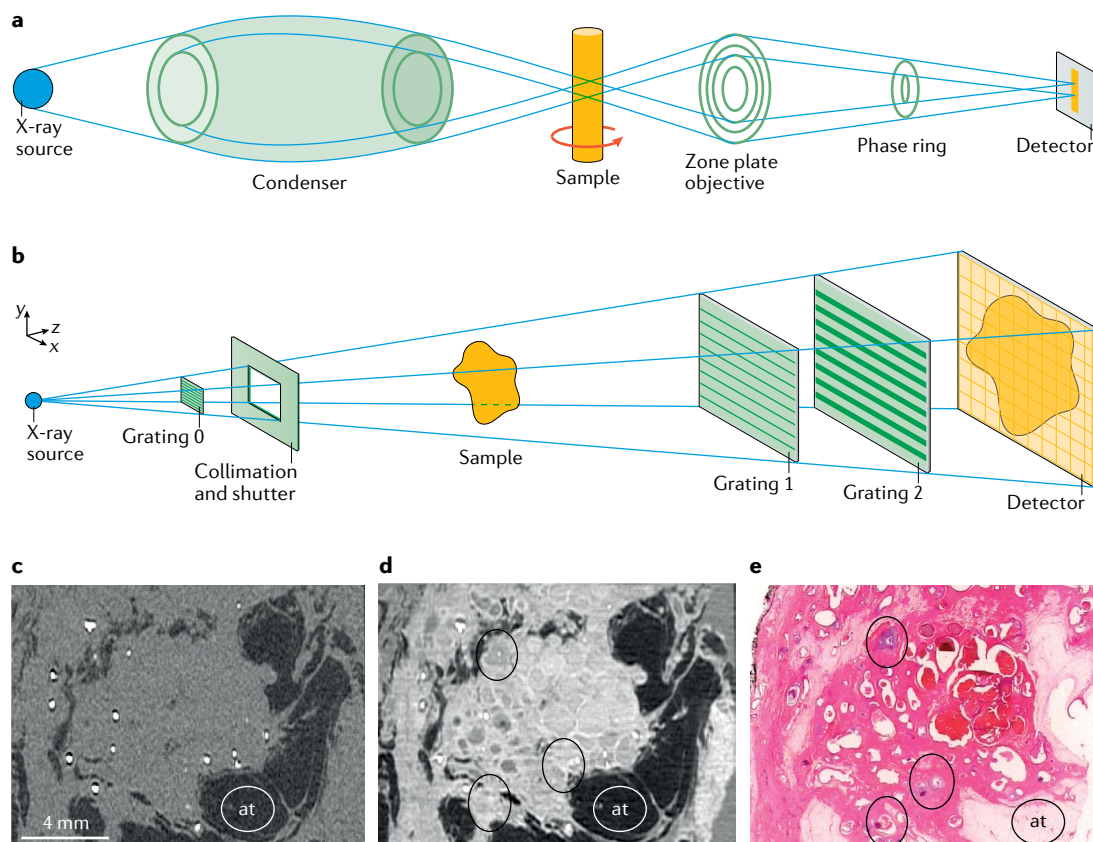 a
X-ray
source
Condenser
Sample
Zone plate
objective
Phase ring
Detector
b
y
z
x
X-ray
source
Grating 0
Collimation
and shutter
Sample
Grating 1
Grating 2
Detector
c
d
e
at
4 mm
at
at